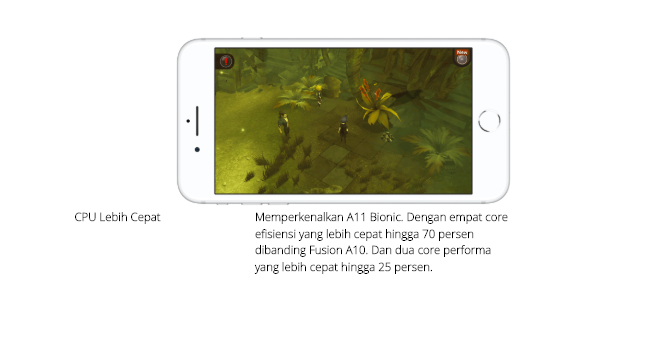 New
CPU Lebih Cepat
Memperkenalkan A11 Bionic. Dengan empat core
efisiensi yang lebih cepat hingga 70 persen
dibanding Fusion A10. Dan dua core performa
yang lebih cepat hingga 25 persen.